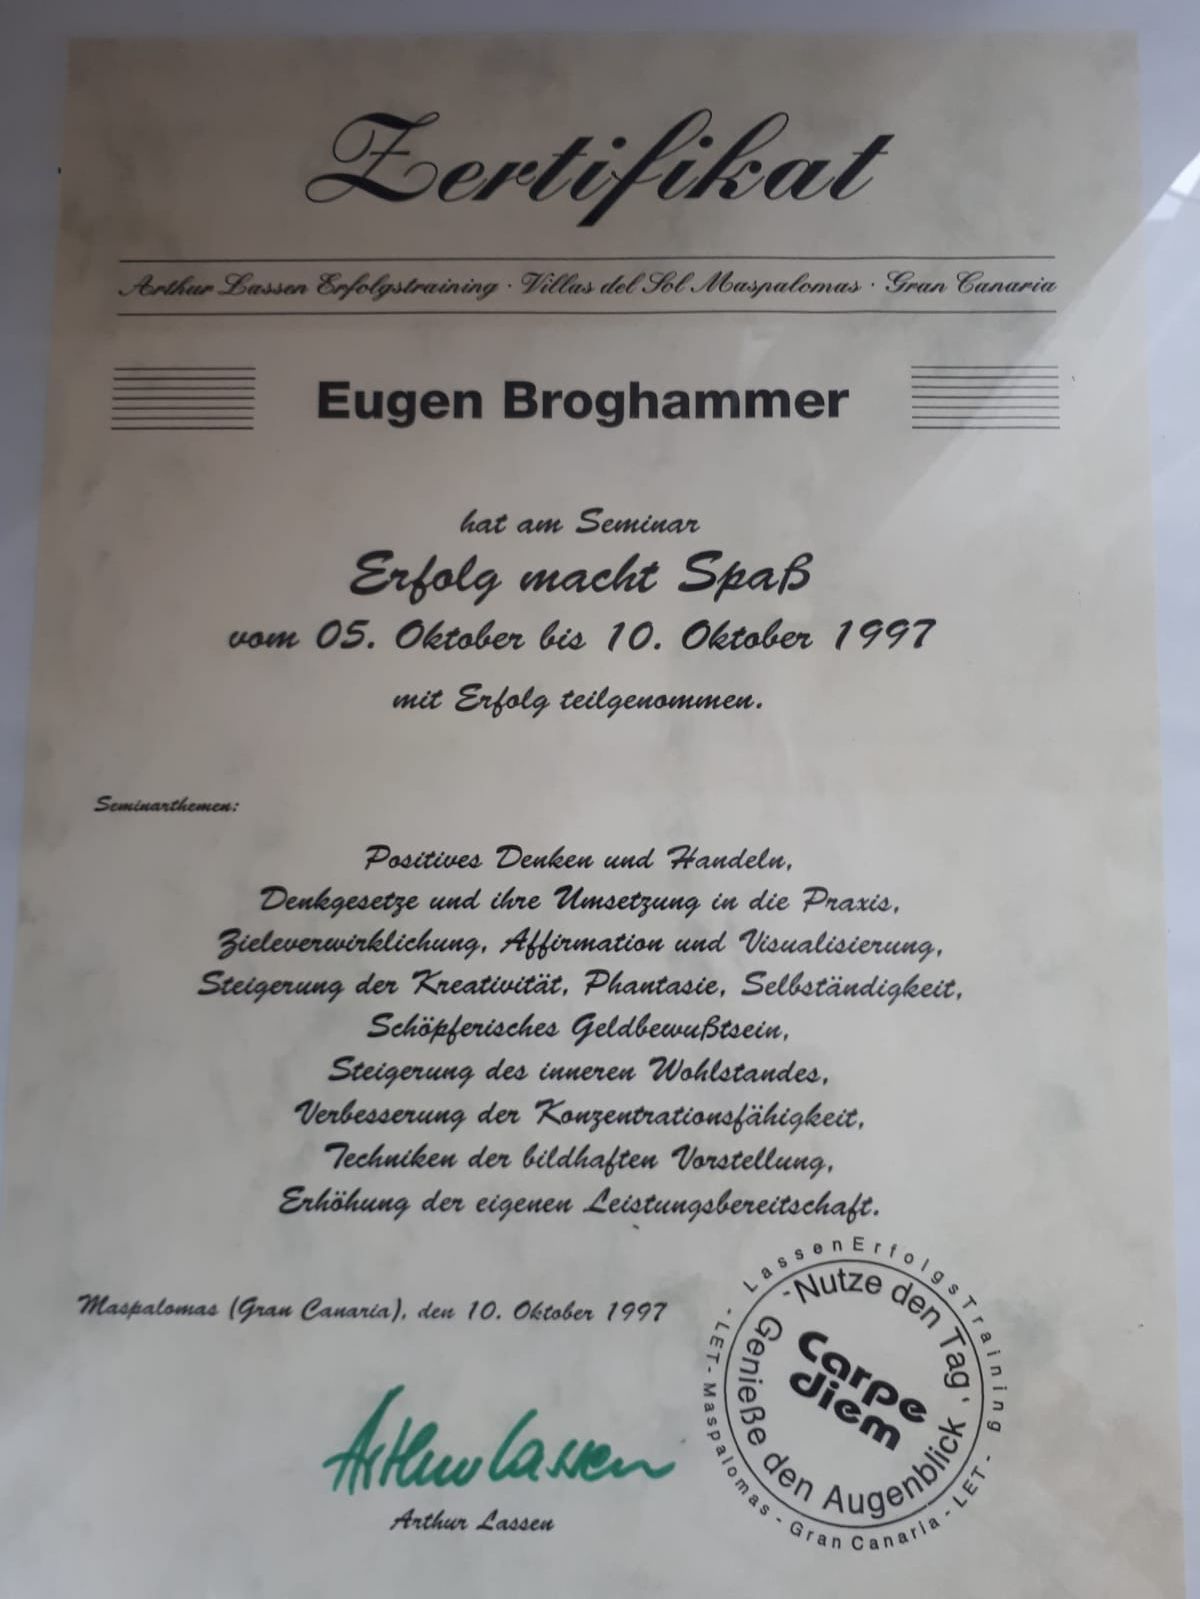 Zertifikat
Arthur Lassen Erfolgstraining · Villas del Sol Maspalomas · Gran Canaria
Eugen Broghammer
hat am Seminar
Erfolg macht Spaß
vom 05. Oktober bis 10. Oktober 1997
mit Erfolg teilgenommen.
Seminarthemen:
Positives Denken und Handeln,
Denkgesetze und ihre Umsetzung in die Praxis,
Zieleverwirklichung, Affirmation und Visualisierung,
Steigerung der Kreativität, Phantasie, Selbständigkeit,
Schöpferisches Geldbewußtsein,
Steigerung des inneren Wohlstandes,
Verbesserung der Konzentrationsfähigkeit,
Techniken der bildhaften Vorstellung,
Erhöhung der eigenen Leistungsbereitschaft.
Maspalomas (Gran Canaria), den 10. Oktober 1997
Arthur Lassen
Arthur Lassen
LassenErfolgsTraining
- LET - Maspalomas - Gran Canaria - LET -
- Nutze den Tag,
Genieße den Augenblick
Carpe
diem